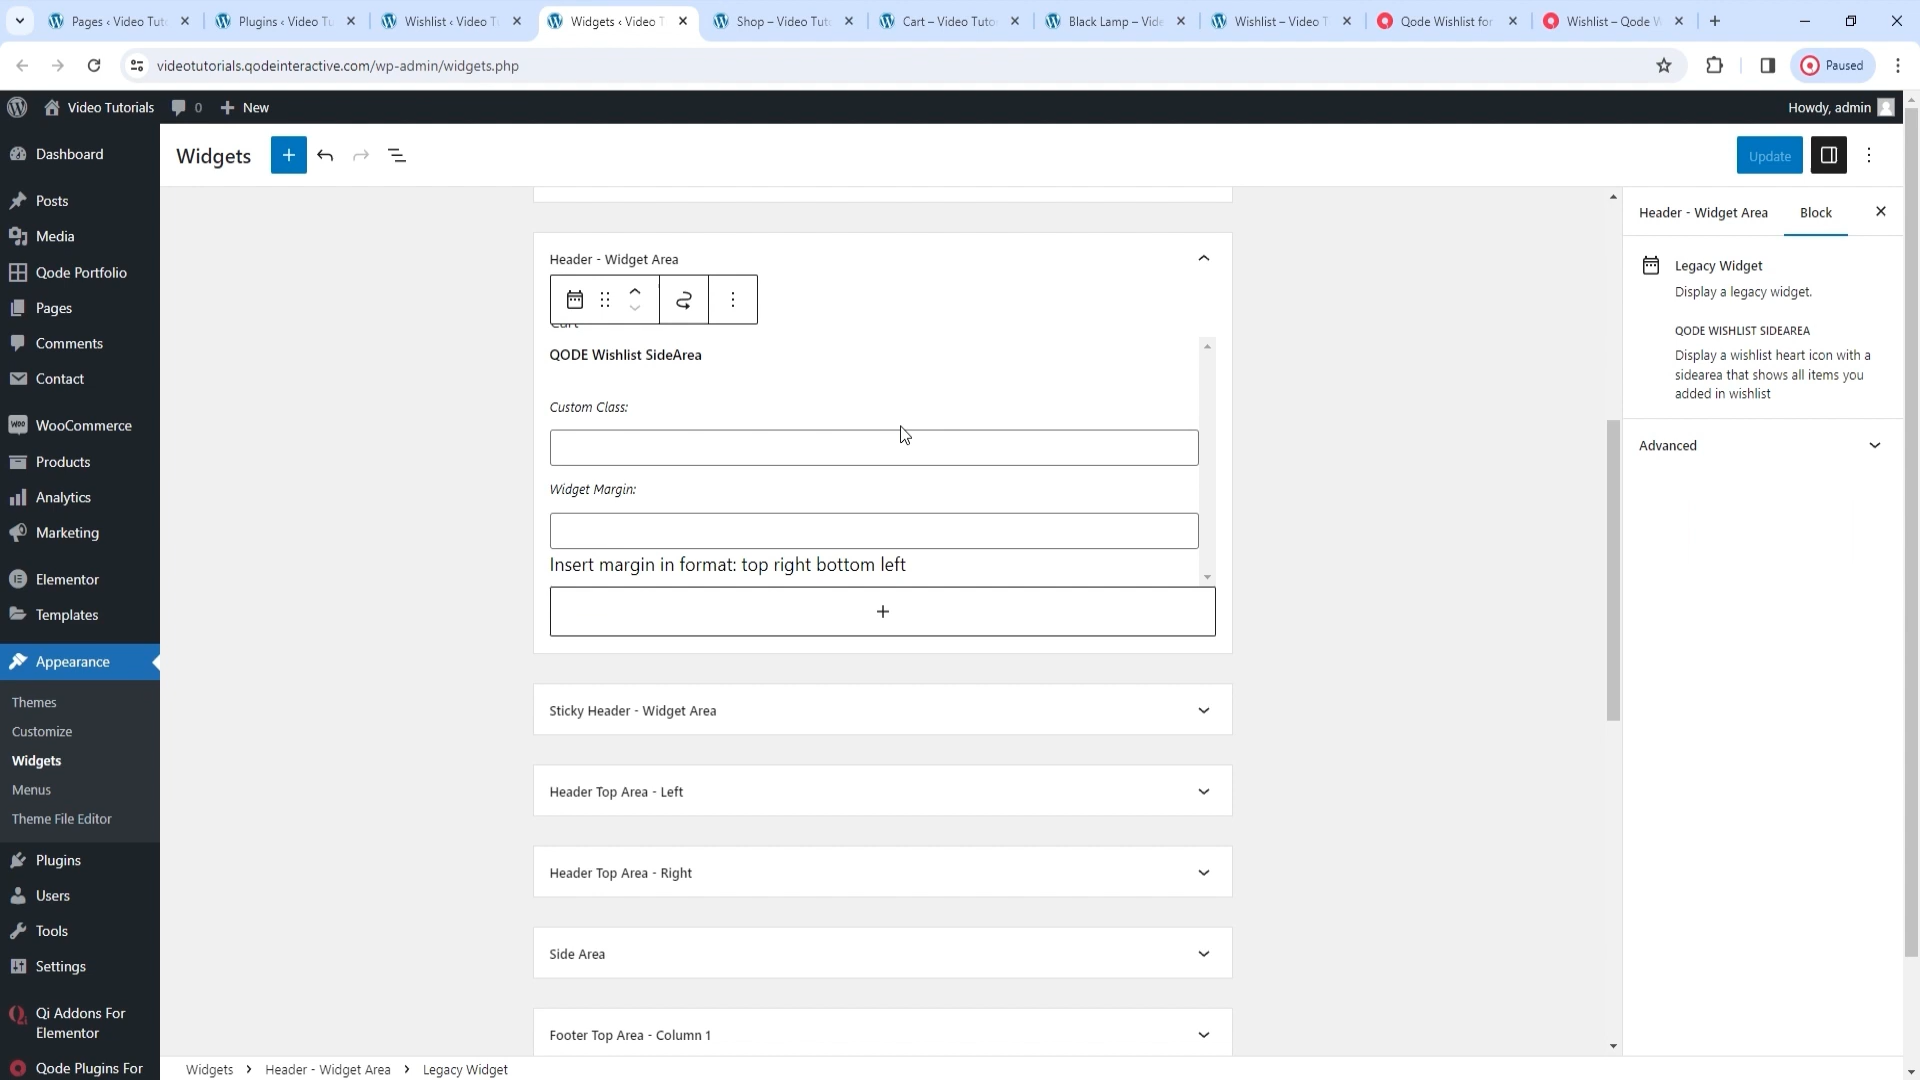 Pages ‹ Video Tut
Plugins ‹ Video Tu
Wishlist ‹ Video T
Widgets ‹ Video T
Shop – Video Tut
Cart – Video Tuto
Black Lamp – Vide
Wishlist – Video T
Qode Wishlist for
Wishlist – Qode W
videotutorials.qodeinteractive.com/wp-admin/widgets.php
Paused
Video Tutorials
0
New
Howdy, admin
Dashboard
Posts
Media
Qode Portfolio
Pages
Comments
Contact
WooCommerce
Products
Analytics
Marketing
Elementor
Templates
Appearance
Themes
Customize
Widgets
Menus
Theme File Editor
Plugins
Users
Tools
Settings
Qi Addons For
Elementor
Qode Plugins For
Widgets
Update
Header - Widget Area
Cart
QODE Wishlist SideArea
Custom Class:
Widget Margin:
Insert margin in format: top right bottom left
Sticky Header - Widget Area
Header Top Area - Left
Header Top Area - Right
Side Area
Footer Top Area - Column 1
Header - Widget Area
Block
Legacy Widget
Display a legacy widget.
QODE WISHLIST SIDEAREA
Display a wishlist heart icon with a
sidearea that shows all items you
added in wishlist
Advanced
Widgets › Header - Widget Area › Legacy Widget